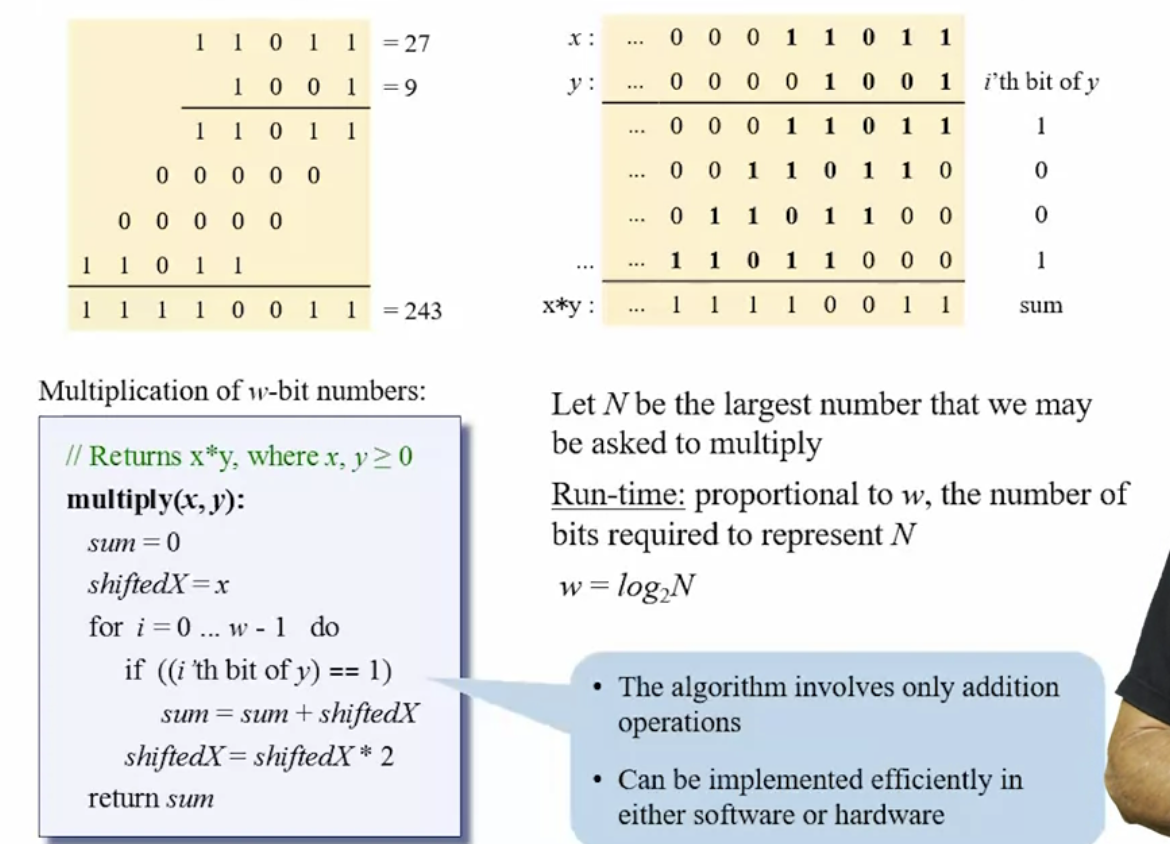 1 1 0 1 1 = 27
1 0 0 1 = 9
1 1 0 1 1
0 0 0 0 0
0 0 0 0 0
1 1 0 1 1
1 1 1 1 0 0 1 1 = 243
x : ... 0 0 0 1 1 0 1 1
y : ... 0 0 0 0 1 0 0 1 i’th bit of y
... 0 0 0 1 1 0 1 1 1
... 0 0 1 1 0 1 1 0 0
... 0 1 1 0 1 1 0 0 0
... ... 1 1 0 1 1 0 0 0 1
x*y : ... 1 1 1 1 0 0 1 1 sum
Multiplication of w-bit numbers:
// Returns x*y, where x, y ≥ 0
multiply(x, y):
sum = 0
shiftedX = x
for i = 0 ... w - 1 do
if ((i ’th bit of y) == 1)
sum = sum + shiftedX
shiftedX = shiftedX * 2
return sum
Let N be the largest number that we may
be asked to multiply
Run-time: proportional to w, the number of
bits required to represent N
w = log₂N
• The algorithm involves only addition
operations
• Can be implemented efficiently in
either software or hardware